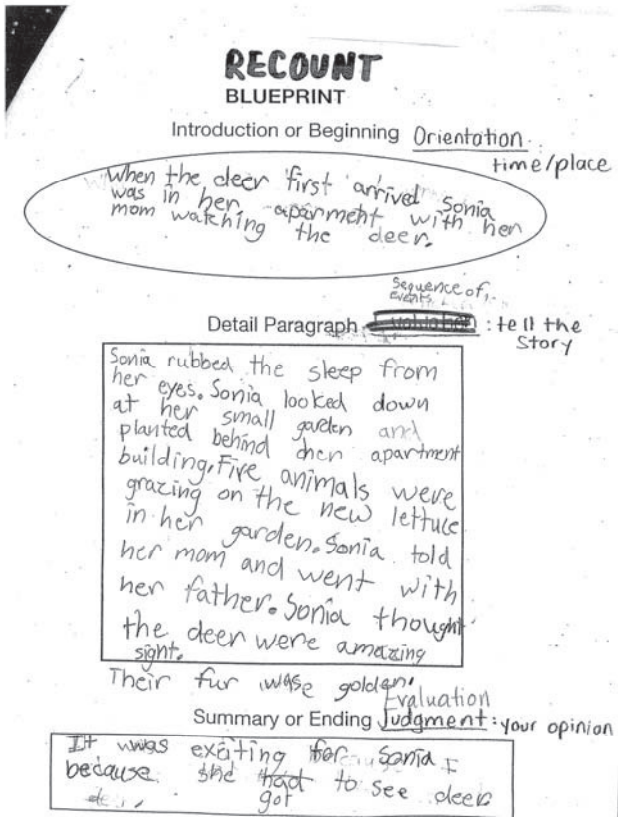 RECOUNT
BLUEPRINT
Introduction or Beginning Orientation:
time/place
When the deer first arrived Sonia
was in her aparment with her
mom watching the deer.
Sequence of
events
Detail Paragraph : tell the
Story
Sonia rubbed the sleep from
her eyes. Sonia looked down
at her small garden and
planted behind her apartment
building. Five animals were
grazing on the new lettuce
in her garden. Sonia told
her mom and went with
her father. Sonia thought
the deer were amazing
sight.
Their fur wase golden.
Evaluation
Summary or Ending Judgment: your opinion
It was exciting for Sonia
because she had to see deer
got